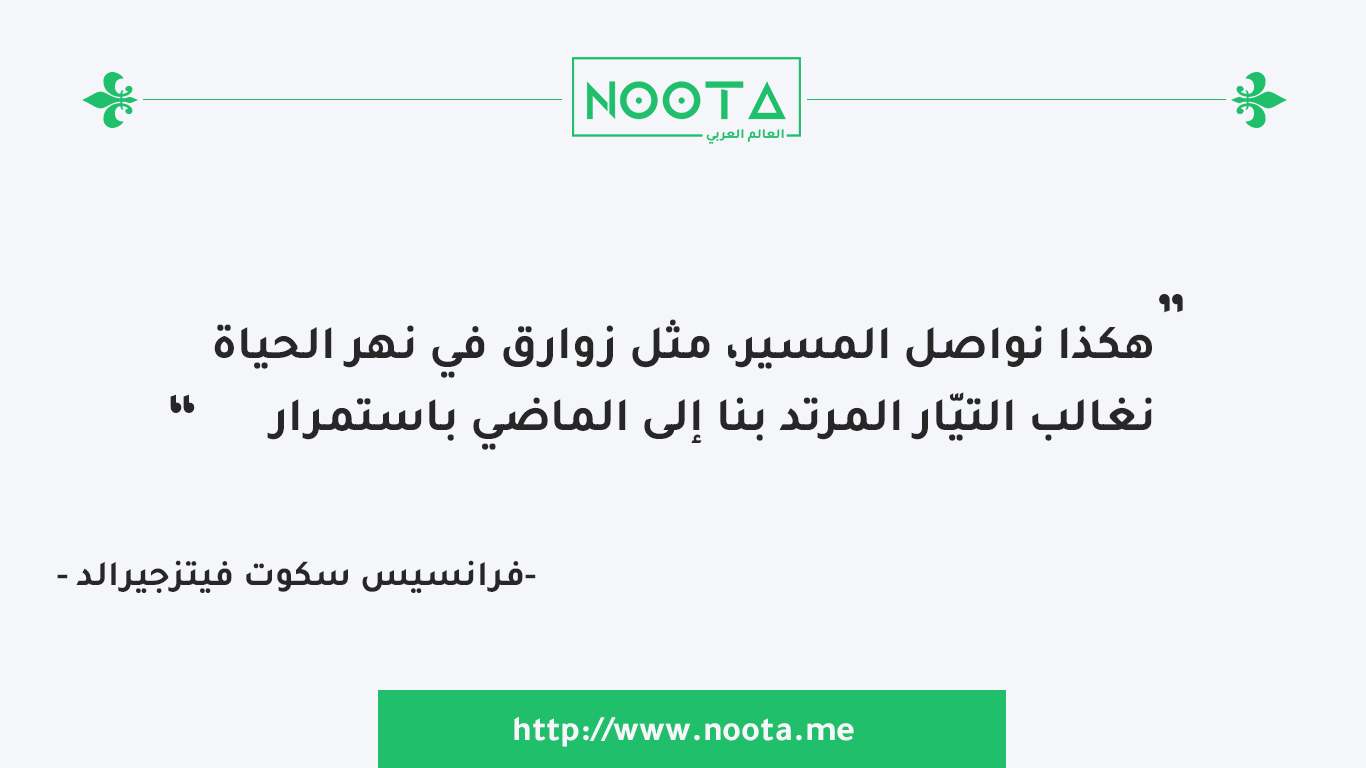 NOOTA
العالم العربي
”هكذا نواصل المسير، مثل زوارق في نهر الحياة
نغالب التيّار المرتد بنا إلى الماضي باستمرار “
-فرانسيس سكوت فيتزجيرالد -
http://www.noota.me